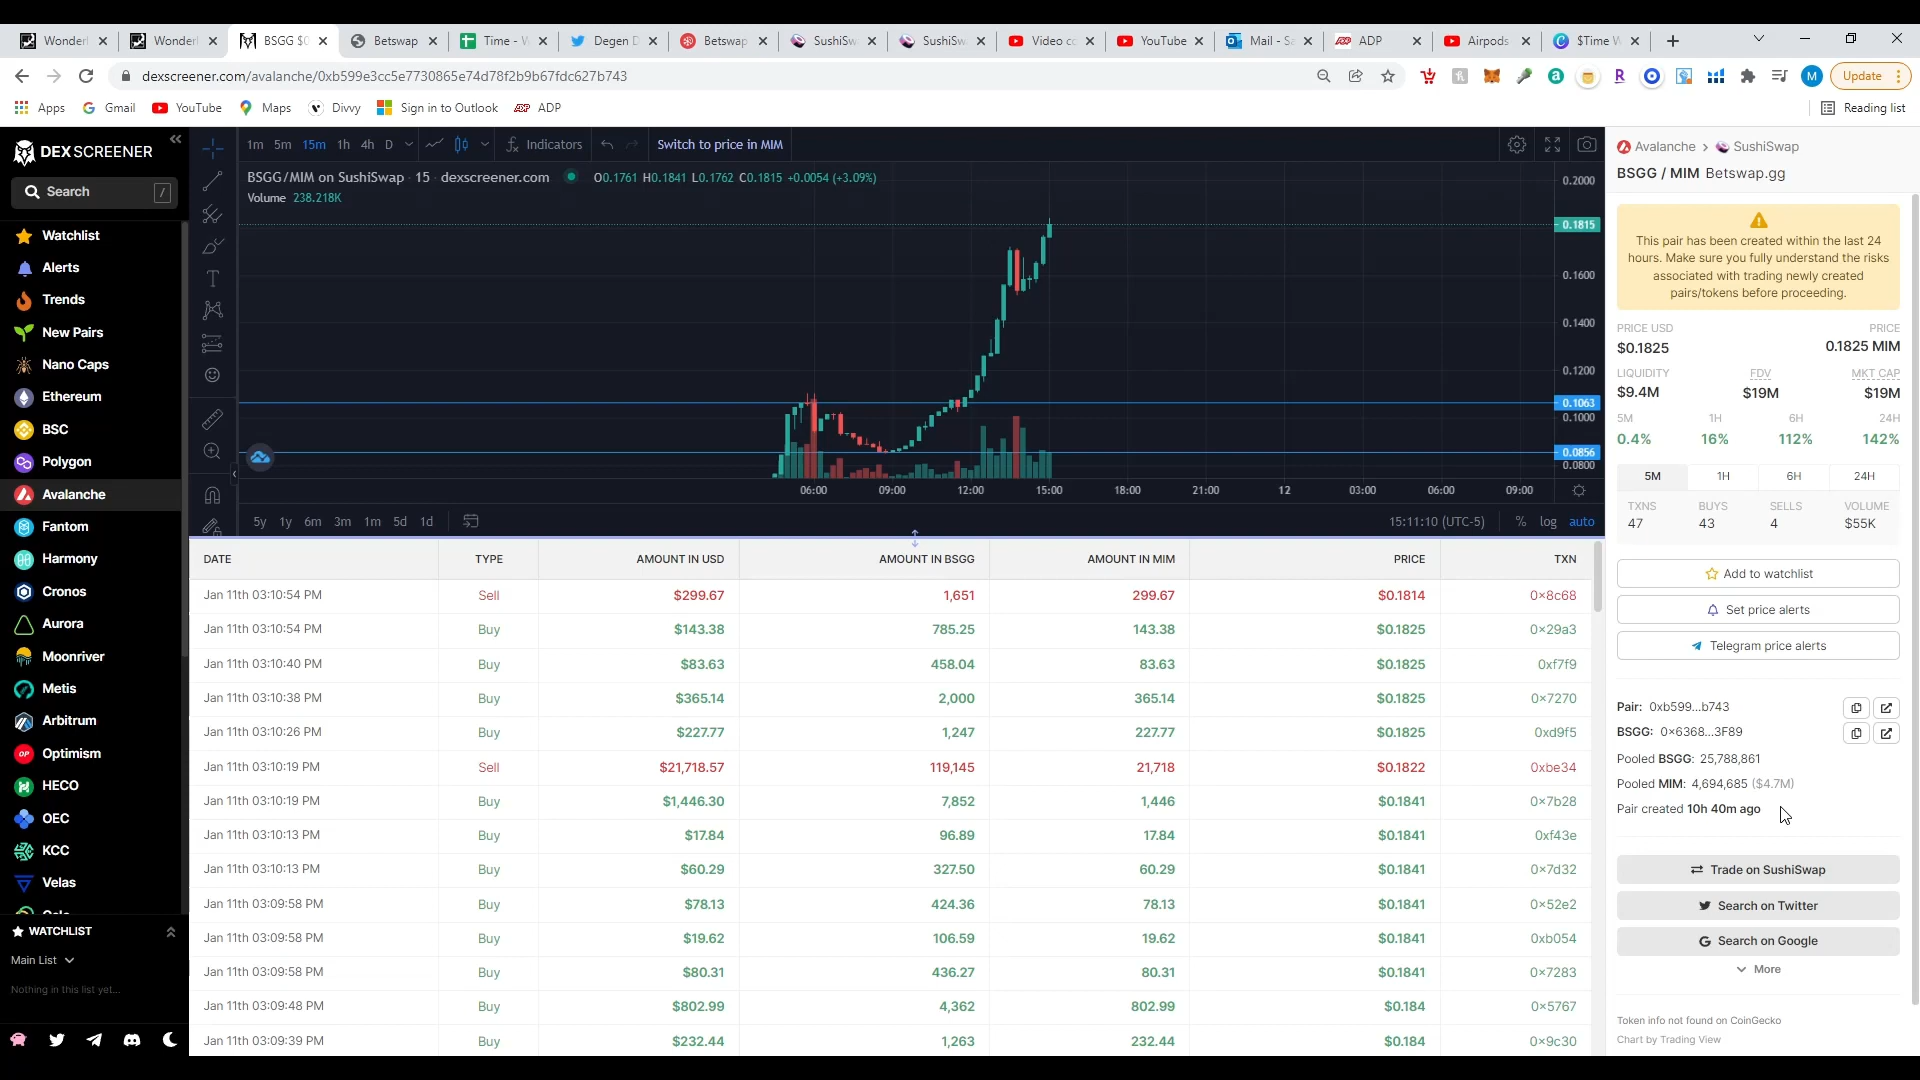 Wonderl
Wonderl
BSGG $0
Betswap
Time - W
Degen D
Betswap
SushiSw
SushiSw
Video co
YouTube
Mail - Sa
ADP
Airpods
$Time W
dexscreener.com/avalanche/0xb599e3cc5e7730865e74d78f2b9b67fdc627b743
Update
Apps
Gmail
YouTube
Maps
Divvy
Sign in to Outlook
ADP
Reading list
DEX SCREENER
Search /
Watchlist
Alerts
Trends
New Pairs
Nano Caps
Ethereum
BSC
Polygon
Avalanche
Fantom
Harmony
Cronos
Aurora
Moonriver
Metis
Arbitrum
Optimism
HECO
OEC
KCC
Velas
WATCHLIST
Main List
Nothing in this list yet...
1m 5m 15m 1h 4h D Indicators Switch to price in MIM
BSGG/MIM on SushiSwap · 15 · dexscreener.com O0.1761 H0.1841 L0.1762 C0.1815 +0.0054 (+3.09%)
Volume 238.218K
0.2000
0.1815
0.1600
0.1400
0.1200
0.1063
0.1000
0.0856
0.0800
06:00 09:00 12:00 15:00 18:00 21:00 12 03:00 06:00 09:00
5y 1y 6m 3m 1m 5d 1d 15:11:10 (UTC-5) % log auto
DATE TYPE AMOUNT IN USD AMOUNT IN BSGG AMOUNT IN MIM PRICE TXN
Jan 11th 03:10:54 PM Sell $299.67 1,651 299.67 $0.1814 0x8c68
Jan 11th 03:10:54 PM Buy $143.38 785.25 143.38 $0.1825 0x29a3
Jan 11th 03:10:40 PM Buy $83.63 458.04 83.63 $0.1825 0xf7f9
Jan 11th 03:10:38 PM Buy $365.14 2,000 365.14 $0.1825 0x7270
Jan 11th 03:10:26 PM Buy $227.77 1,247 227.77 $0.1825 0xd9f5
Jan 11th 03:10:19 PM Sell $21,718.57 119,145 21,718 $0.1822 0xbe34
Jan 11th 03:10:19 PM Buy $1,446.30 7,852 1,446 $0.1841 0x7b28
Jan 11th 03:10:13 PM Buy $17.84 96.89 17.84 $0.1841 0xf43e
Jan 11th 03:10:13 PM Buy $60.29 327.50 60.29 $0.1841 0x7d32
Jan 11th 03:09:58 PM Buy $78.13 424.36 78.13 $0.1841 0x52e2
Jan 11th 03:09:58 PM Buy $19.62 106.59 19.62 $0.1841 0xb054
Jan 11th 03:09:58 PM Buy $80.31 436.27 80.31 $0.1841 0x7283
Jan 11th 03:09:48 PM Buy $802.99 4,362 802.99 $0.184 0x5767
Jan 11th 03:09:39 PM Buy $232.44 1,263 232.44 $0.184 0x9c30
Avalanche > SushiSwap
BSGG / MIM Betswap.gg
This pair has been created within the last 24
hours. Make sure you fully understand the risks
associated with trading newly created
pairs/tokens before proceeding.
PRICE USD PRICE
$0.1825 0.1825 MIM
LIQUIDITY FDV MKT CAP
$9.4M $19M $19M
5M 1H 6H 24H
0.4% 16% 112% 142%
5M 1H 6H 24H
TXNS BUYS SELLS VOLUME
47 43 4 $55K
Add to watchlist
Set price alerts
Telegram price alerts
Pair: 0xb599...b743
BSGG: 0x6368...3F89
Pooled BSGG: 25,788,861
Pooled MIM: 4,694,685 ($4.7M)
Pair created 10h 40m ago
Trade on SushiSwap
Search on Twitter
Search on Google
More
Token info not found on CoinGecko
Chart by Trading View